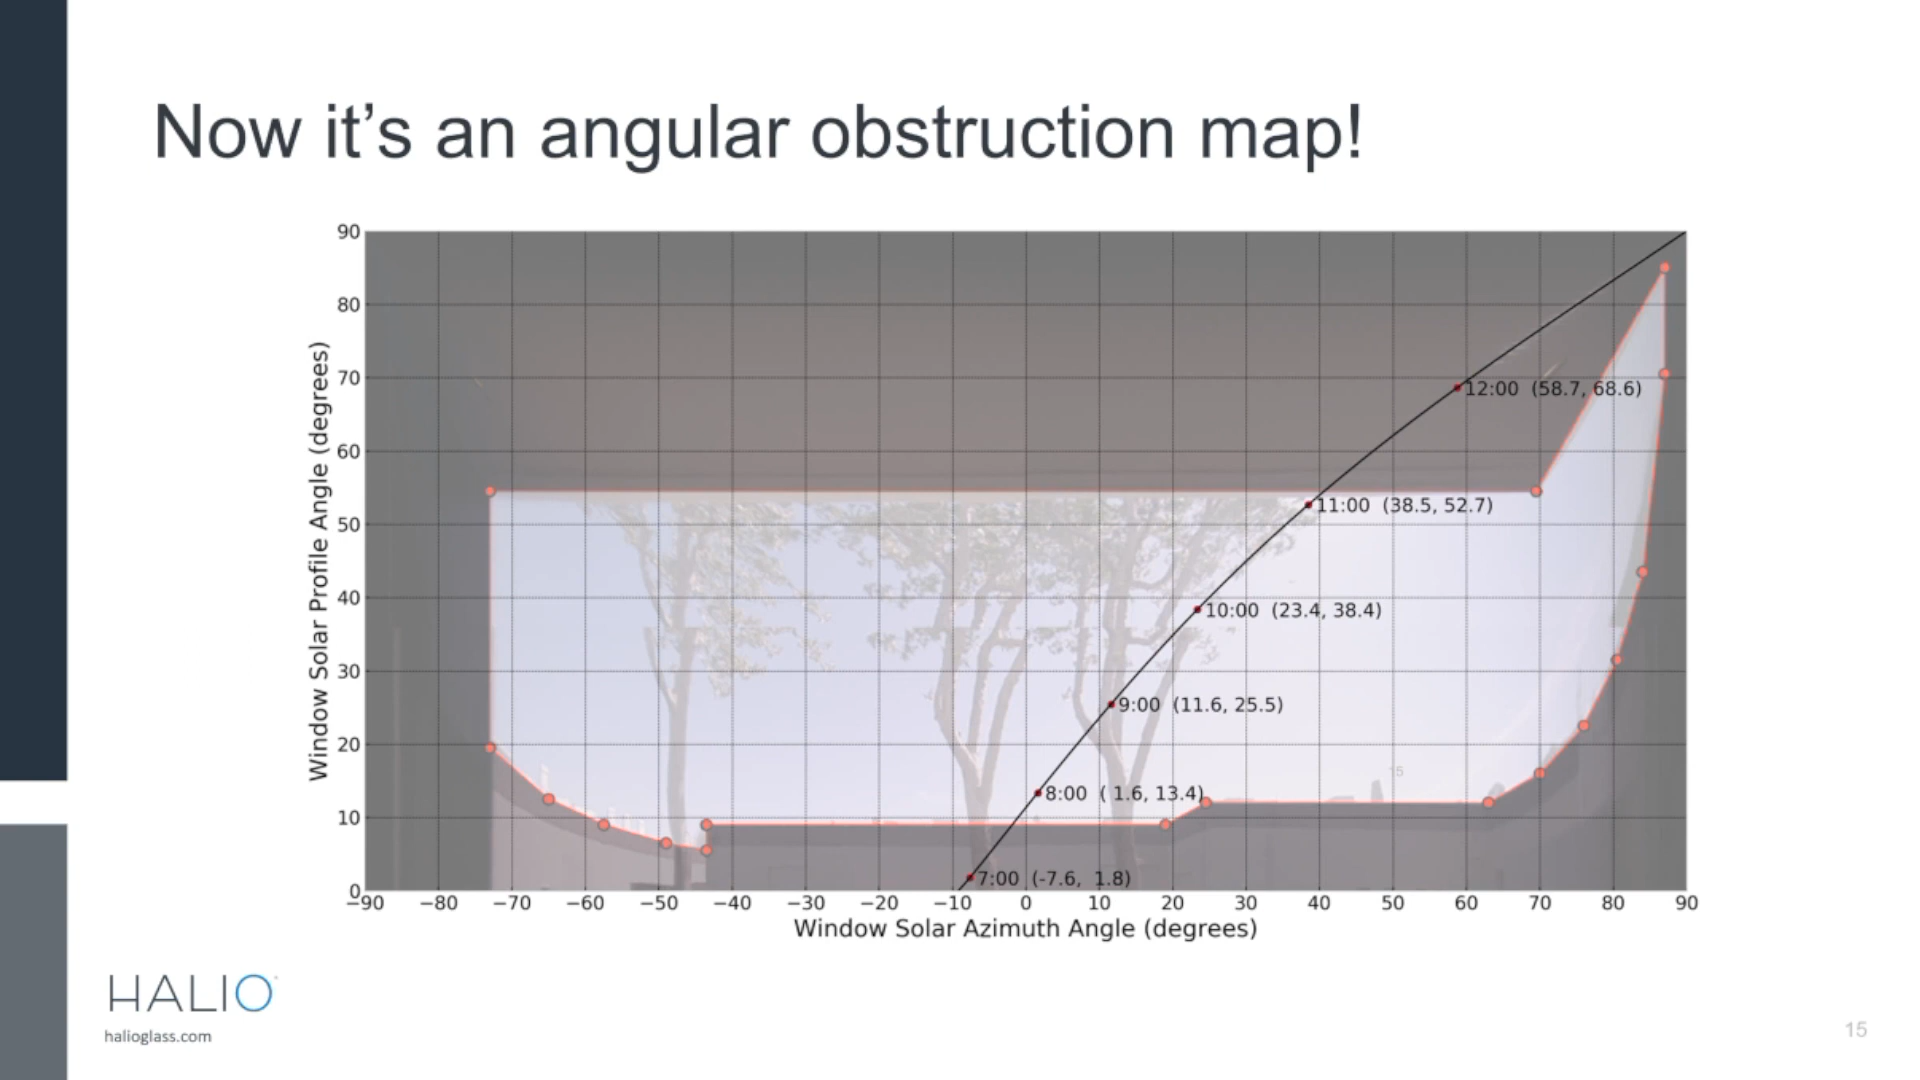 Now it's an angular obstruction map!
90
80
70
60
50
40
30
20
10
0
Window Solar Profile Angle (degrees)
12:00 (58.7, 68.6)
11:00 (38.5, 52.7)
10:00 (23.4, 38.4)
9:00 (11.6, 25.5)
15
8:00 ( 1.6, 13.4)
7:00 (-7.6, 1.8)
−90 −80 −70 −60 −50 −40 −30 −20 −10 0 10 20 30 40 50 60 70 80 90
Window Solar Azimuth Angle (degrees)
HALIO
halioglass.com
15